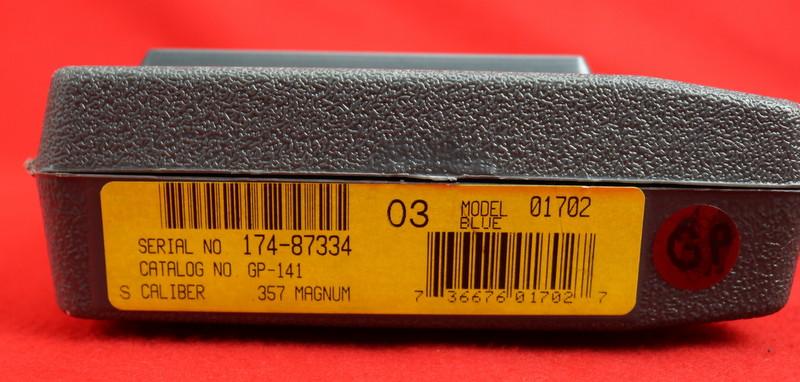 03 MODEL 01702
BLUE
SERIAL NO 174-87334
CATALOG NO GP-141
S CALIBER .357 MAGNUM
7 36676 01702 7
GP